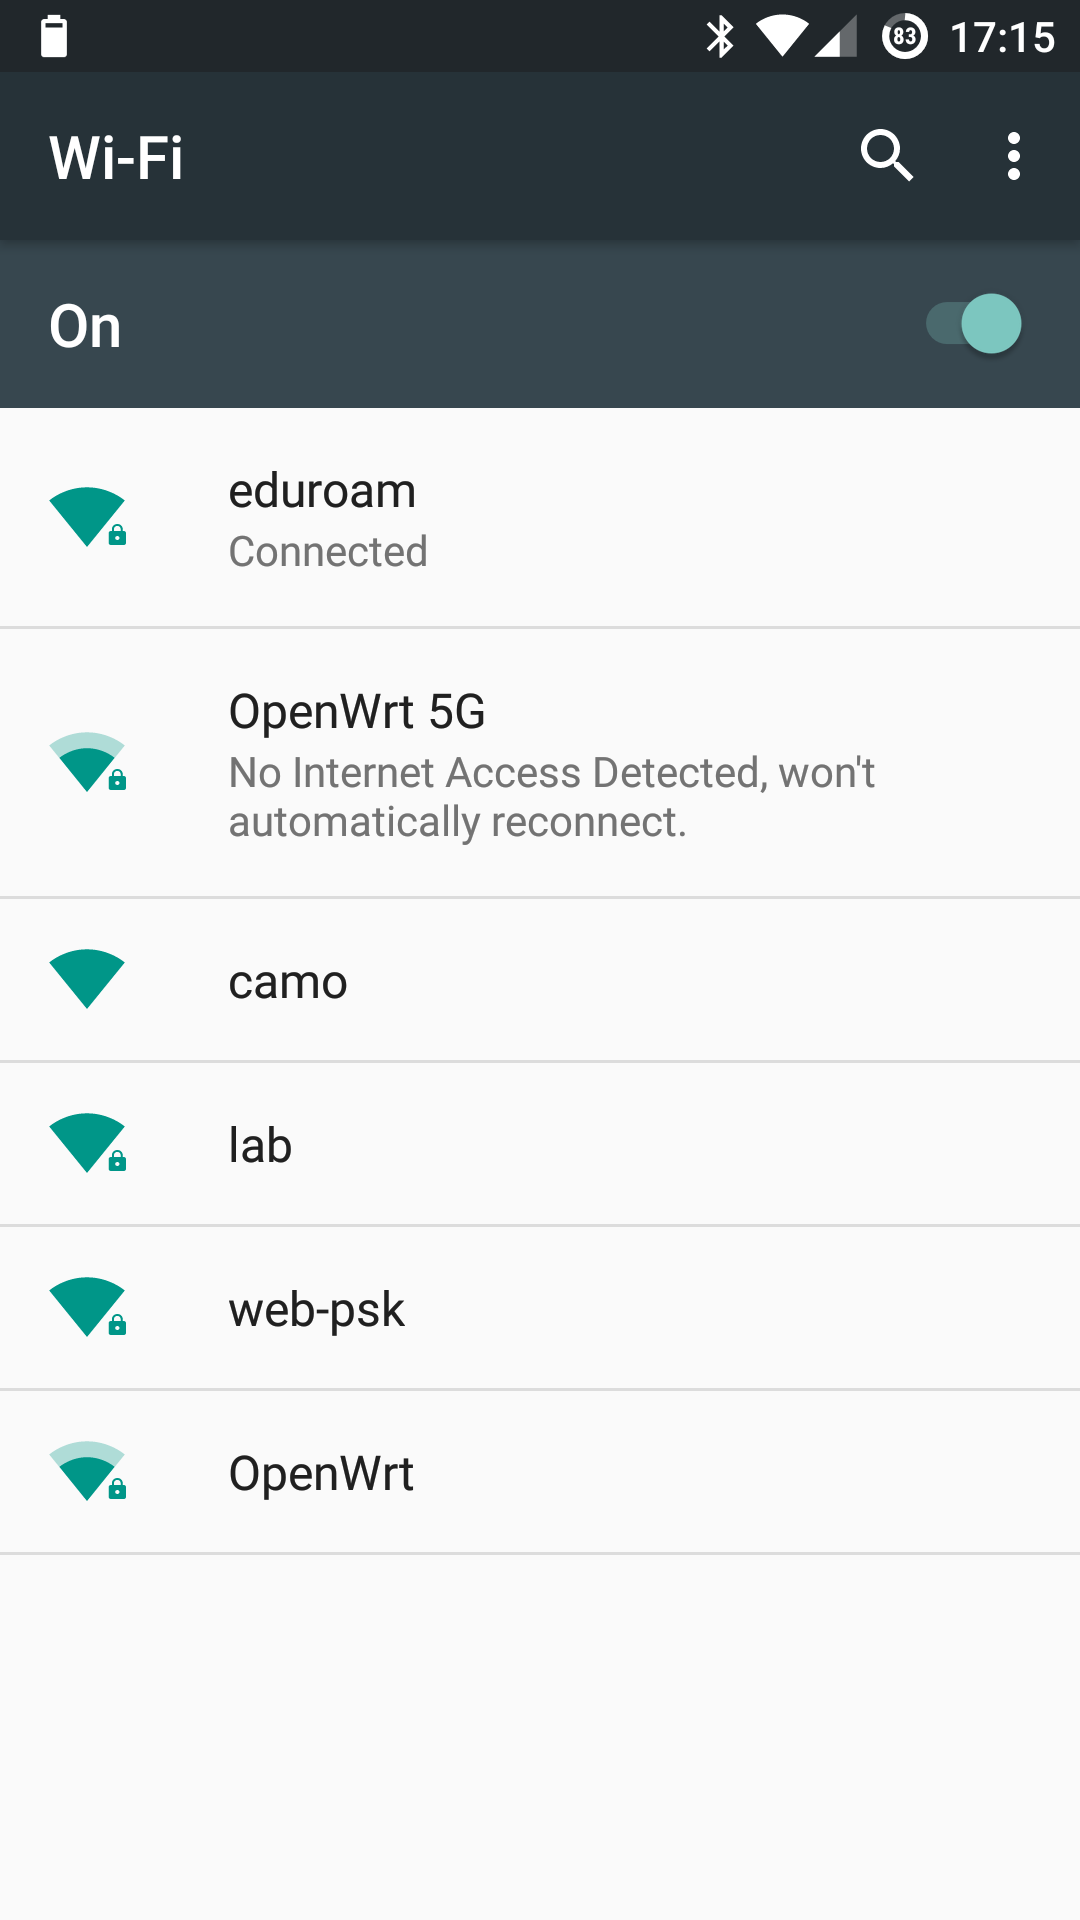 83 17:15
Wi-Fi
On
eduroam
Connected
OpenWrt 5G
No Internet Access Detected, won't
automatically reconnect.
camo
lab
web-psk
OpenWrt